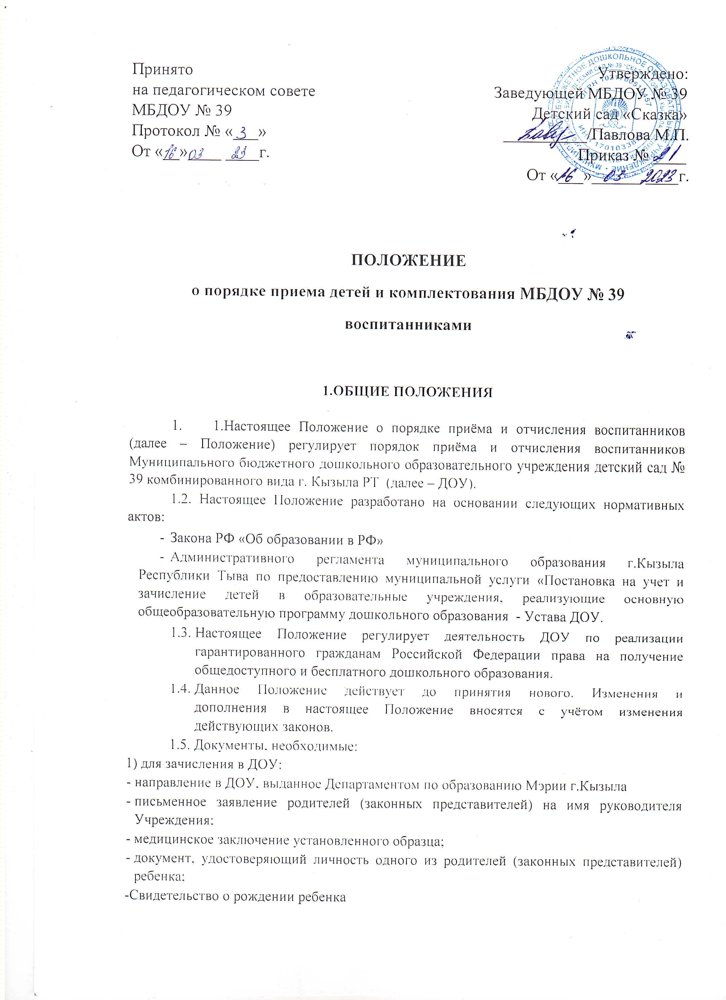 Принято
на педагогическом совете
МБДОУ № 39
Протокол № «3»
От «16» 03 23 г.
Утверждено:
Заведующей МБДОУ № 39
Детский сад «Сказка»
/Павлова М.П.
Приказ № 21
От «16» 03 2023 г.
ПОЛОЖЕНИЕ
о порядке приема детей и комплектования МБДОУ № 39
воспитанниками
1.ОБЩИЕ ПОЛОЖЕНИЯ
1. 1.Настоящее Положение о порядке приёма и отчисления воспитанников
(далее – Положение) регулирует порядок приёма и отчисления воспитанников
Муниципального бюджетного дошкольного образовательного учреждения детский сад №
39 комбинированного вида г. Кызыла РТ (далее – ДОУ).
1.2. Настоящее Положение разработано на основании следующих нормативных
актов:
- Закона РФ «Об образовании в РФ»
- Административного регламента муниципального образования г.Кызыла
Республики Тыва по предоставлению муниципальной услуги «Постановка на учет и
зачисление детей в образовательные учреждения, реализующие основную
общеобразовательную программу дошкольного образования - Устава ДОУ.
1.3. Настоящее Положение регулирует деятельность ДОУ по реализации
гарантированного гражданам Российской Федерации права на получение
общедоступного и бесплатного дошкольного образования.
1.4. Данное Положение действует до принятия нового. Изменения и
дополнения в настоящее Положение вносятся с учётом изменения
действующих законов.
1.5. Документы, необходимые:
1) для зачисления в ДОУ:
- направление в ДОУ, выданное Департаментом по образованию Мэрии г.Кызыла
- письменное заявление родителей (законных представителей) на имя руководителя
Учреждения;
- медицинское заключение установленного образца;
- документ, удостоверяющий личность одного из родителей (законных представителей)
ребенка;
-Свидетельство о рождении ребенка